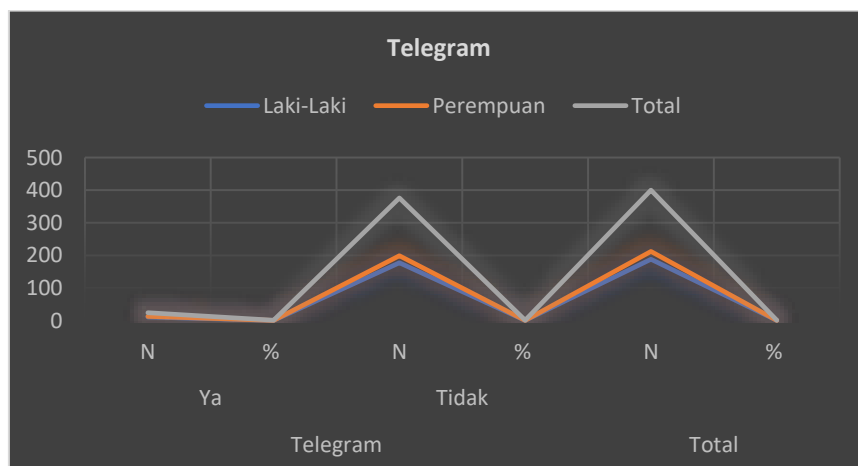 Telegram
Laki-Laki Perempuan Total
500
400
300
200
100
0
N % N % N %
Ya Tidak
Telegram Total